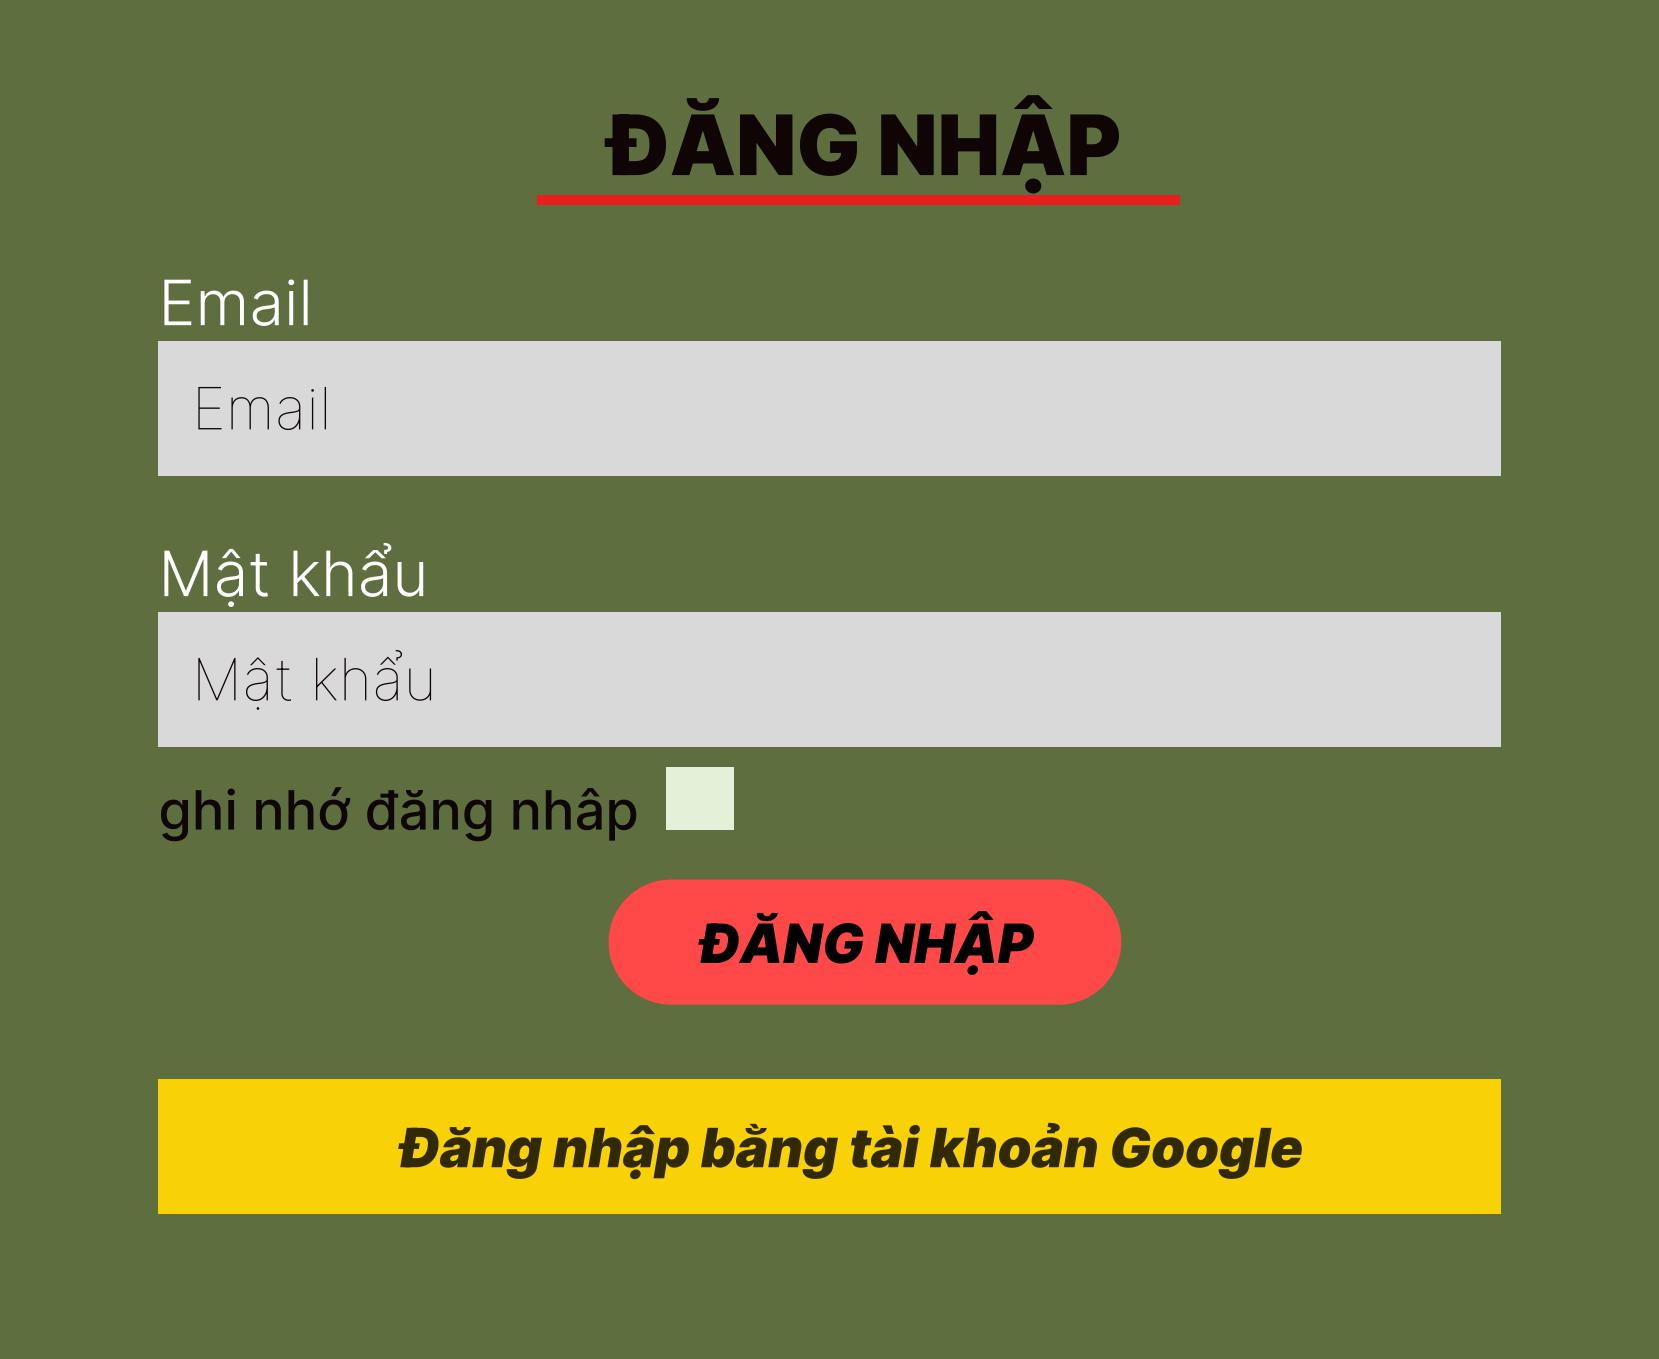 ĐĂNG NHẬP
Email
Email
Mật khẩu
Mật khẩu
ghi nhớ đăng nhâp
ĐĂNG NHẬP
Đăng nhập bằng tài khoản Google